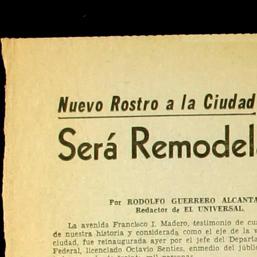 Nuevo Rostro a la Ciudad
Será Remodel
Por RODOLFO GUERRERO ALCANTA
Redactor de EL UNIVERSAL
La avenida Francisco I. Madero, testimonio de cu
de nuestra historia y considerada como el eje de la v
ciudad, fue reinaugurada ayer por el jefe del Departa
Federal, licenciado Octavio Sentíes, enmedio del públic